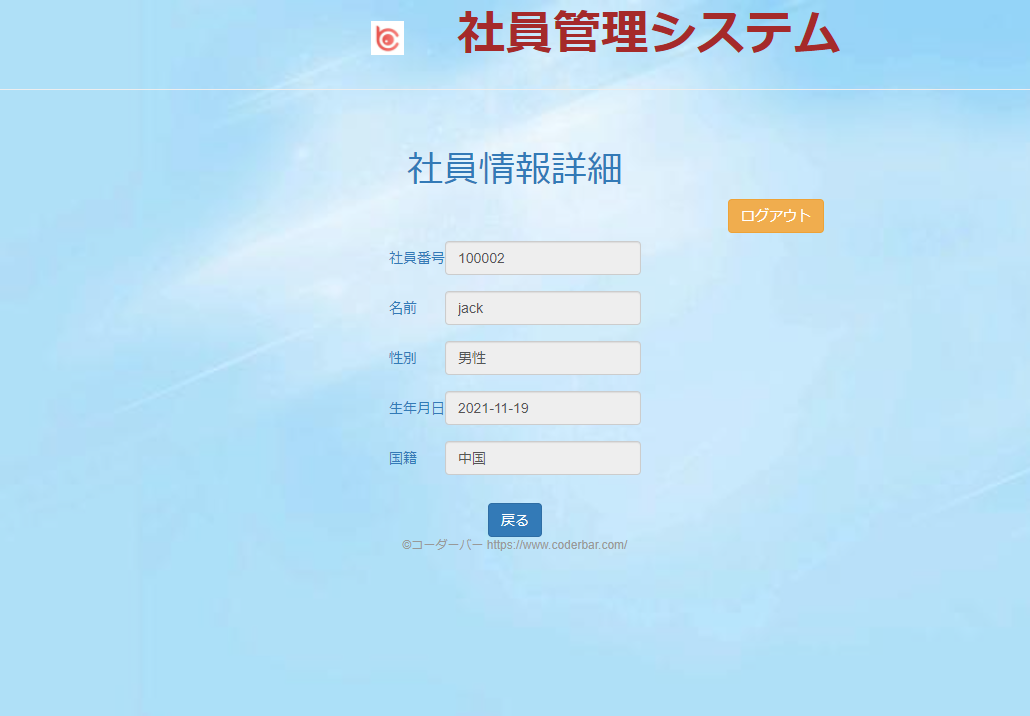 社員管理システム
社員情報詳細
ログアウト
社員番号 100002
名前 jack
性別 男性
生年月日 2021-11-19
国籍 中国
戻る
©コーダーバー https://www.coderbar.com/